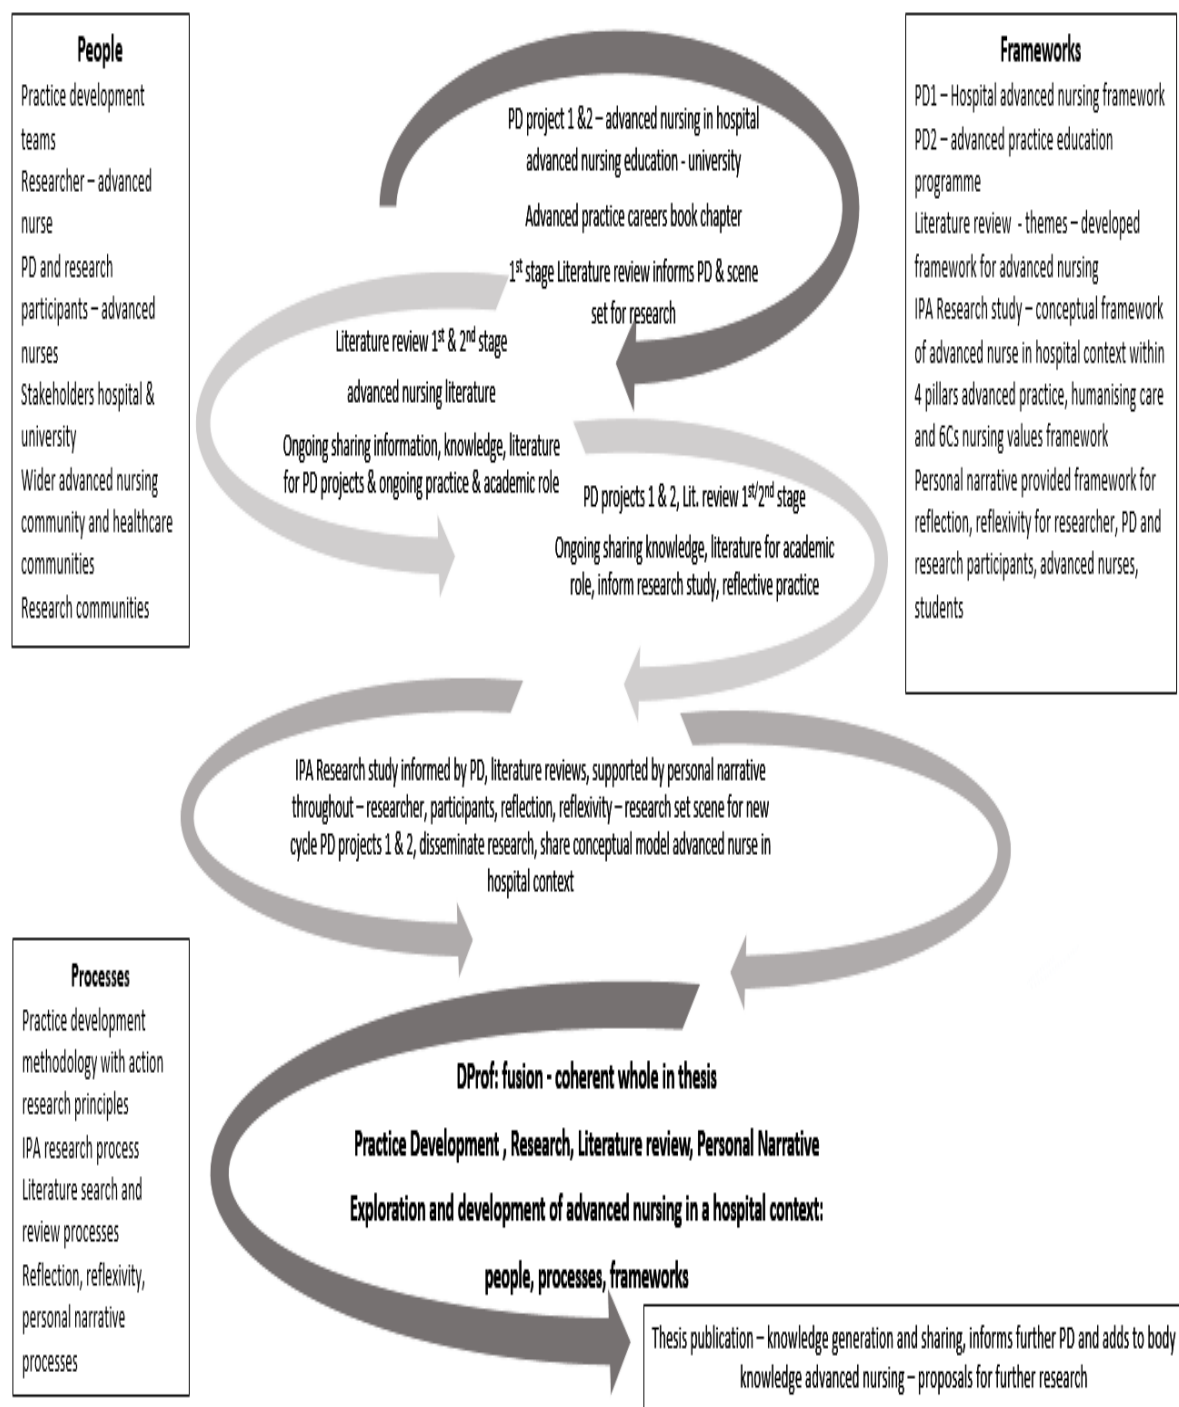 People
Practice development
teams
Researcher – advanced
nurse
PD and research
participants – advanced
nurses
Stakeholders hospital &
university
Wider advanced nursing
community and healthcare
communities
Research communities
PD project 1 &2 – advanced nursing in hospital
advanced nursing education - university
Advanced practice careers book chapter
1st stage Literature review informs PD & scene
set for research
Frameworks
PD1 – Hospital advanced nursing framework
PD2 – advanced practice education
programme
Literature review - themes – developed
framework for advanced nursing
IPA Research study – conceptual framework
of advanced nurse in hospital context within
4 pillars advanced practice, humanising care
and 6Cs nursing values framework
Personal narrative provided framework for
reflection, reflexivity for researcher, PD and
research participants, advanced nurses,
students
Literature review 1st & 2nd stage
advanced nursing literature
Ongoing sharing information, knowledge, literature
for PD projects & ongoing practice & academic role
PD projects 1 & 2, Lit. review 1st/2nd stage
Ongoing sharing knowledge, literature for academic
role, inform research study, reflective practice
IPA Research study informed by PD, literature reviews, supported by personal narrative
throughout – researcher, participants, reflection, reflexivity – research set scene for new
cycle PD projects 1 & 2, disseminate research, share conceptual model advanced nurse in
hospital context
Processes
Practice development
methodology with action
research principles
IPA research process
Literature search and
review processes
Reflection, reflexivity,
personal narrative
processes
DProf: fusion - coherent whole in thesis
Practice Development , Research, Literature review, Personal Narrative
Exploration and development of advanced nursing in a hospital context:
people, processes, frameworks
Thesis publication – knowledge generation and sharing, informs further PD and adds to body
knowledge advanced nursing – proposals for further research